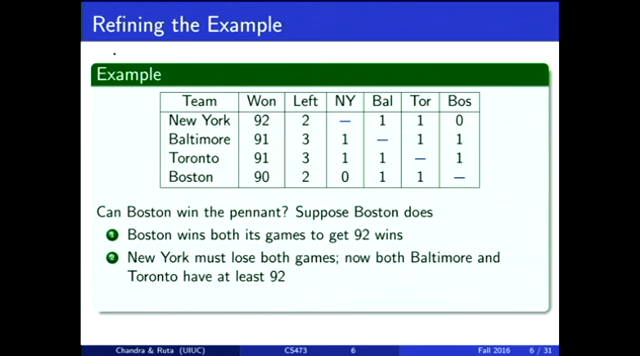 Refining the Example
Example
Team Won Left NY Bal Tor Bos
New York 92 2 – 1 1 0
Baltimore 91 3 1 – 1 1
Toronto 91 3 1 1 – 1
Boston 90 2 0 1 1 –
Can Boston win the pennant? Suppose Boston does
1 Boston wins both its games to get 92 wins
2 New York must lose both games; now both Baltimore and
Toronto have at least 92
Chandra & Ruta (UIUC) CS473 6 Fall 2016 6 / 31